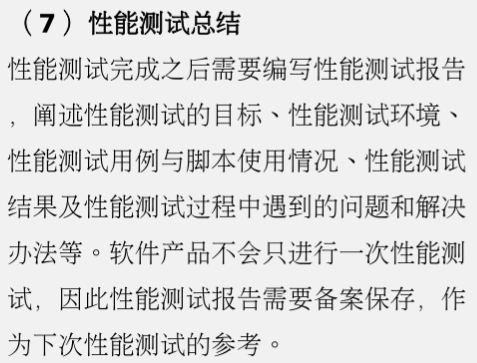 （7）性能测试总结
性能测试完成之后需要编写性能测试报告
，阐述性能测试的目标、性能测试环境、
性能测试用例与脚本使用情况、性能测试
结果及性能测试过程中遇到的问题和解决
办法等。软件产品不会只进行一次性能测
试，因此性能测试报告需要备案保存，作
为下次性能测试的参考。